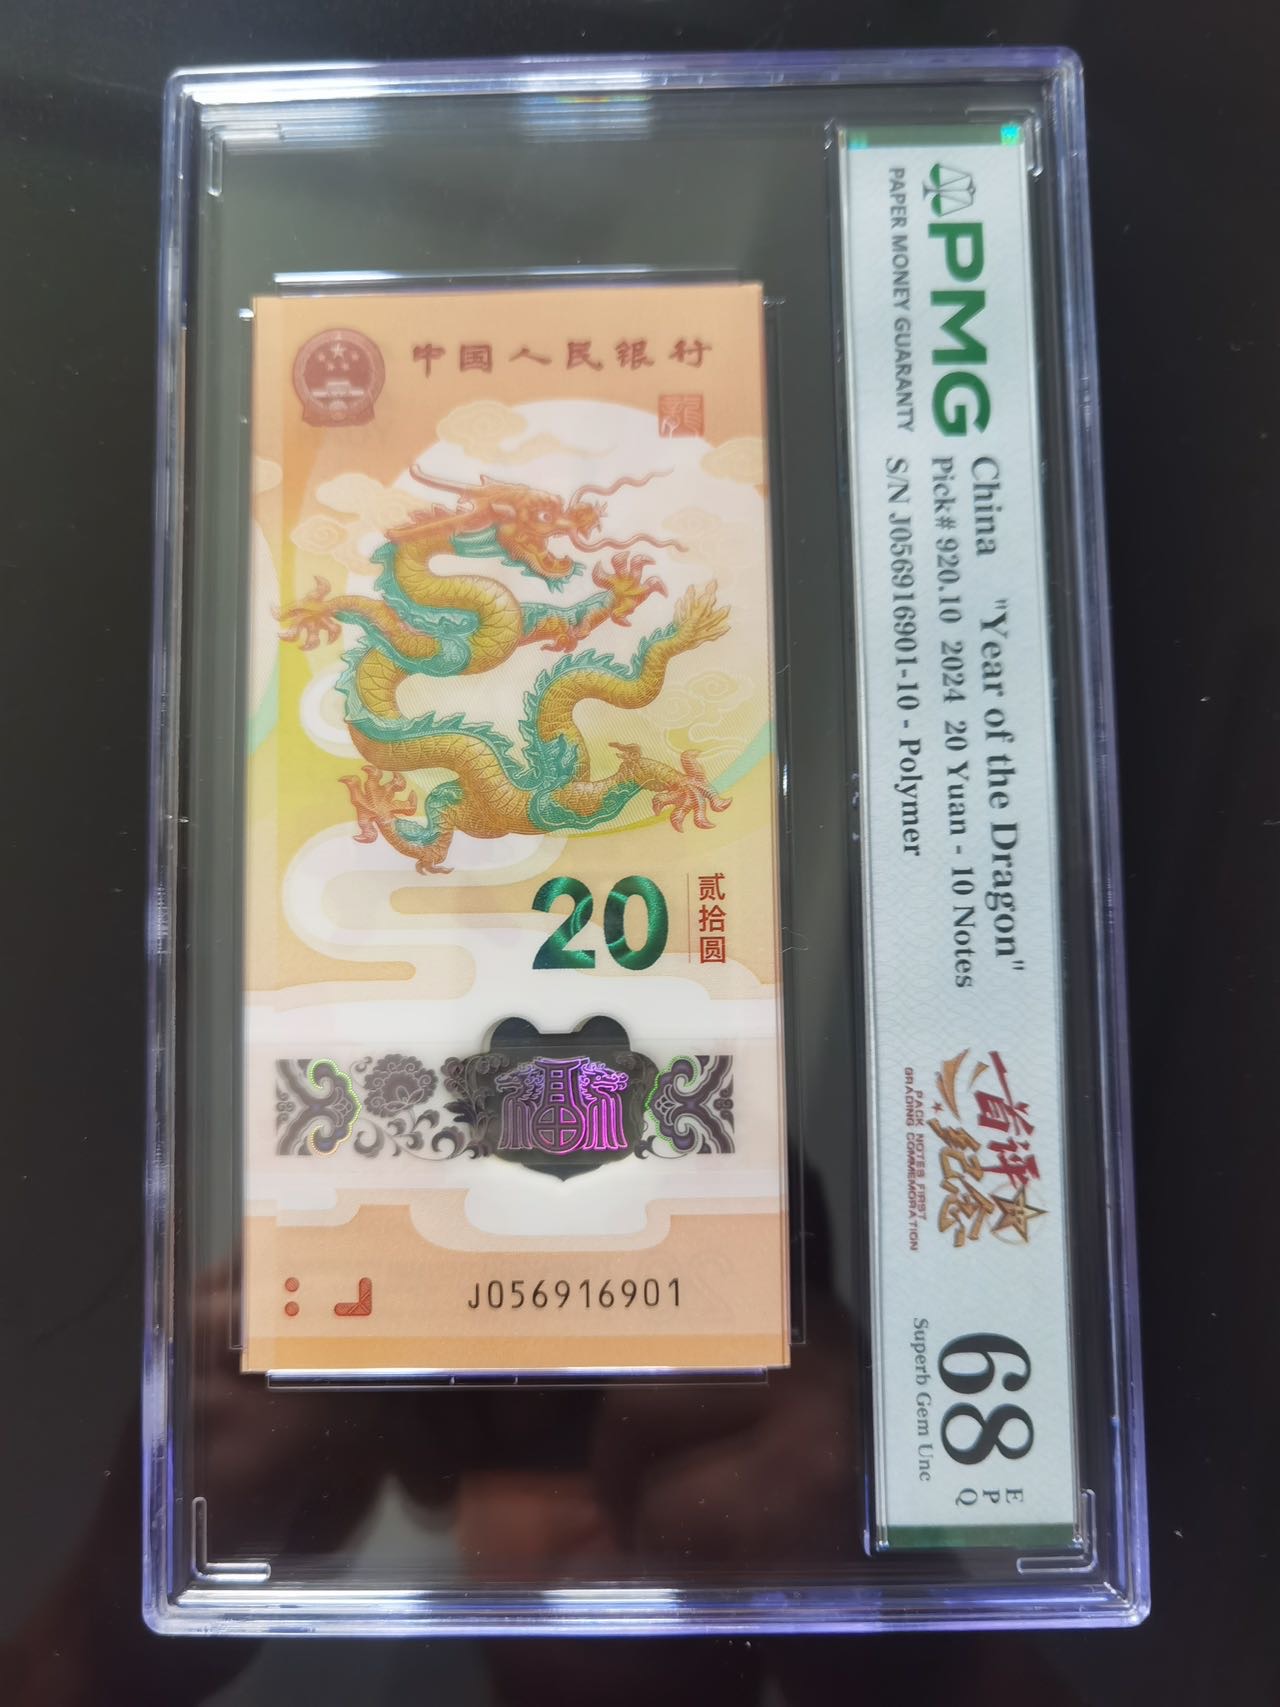 中国人民银行
龍
20
贰拾圆
福
J056916901
PMG
PAPER MONEY GUARANTY
China "Year of the Dragon"
Pick# 920.10 2024 20 Yuan - 10 Notes
S/N J056916901-10 - Polymer
首评
纪念
PACK NOTES FIRST
GRADING COMMEMORATION
68
EPQ
Superb Gem Unc